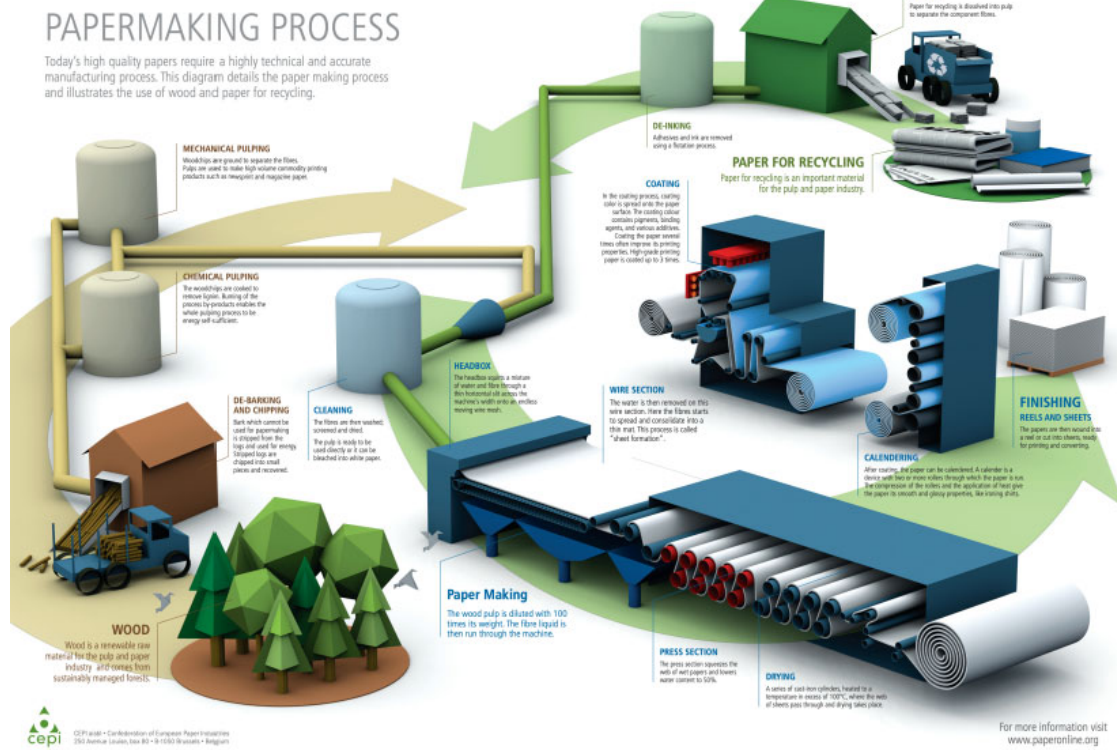 PAPERMAKING PROCESS
Today's high quality papers require a highly technical and accurate
manufacturing process. This diagram details the paper making process
and illustrates the use of wood and paper for recycling.
Paper for recycling is dissolved into pulp
to separate the component fibres.
DE-INKING
Adhesives and ink are removed
using a flotation process.
PAPER FOR RECYCLING
Paper for recycling is an important material
for the pulp and paper industry.
MECHANICAL PULPING
Woodchips are ground to separate the fibres.
Pulps are used to make high volume commodity printing
products such as newsprint and magazine paper.
CHEMICAL PULPING
The woodchips are cooked to
remove lignin. Burning of the
process by-products enables the
whole pulping process to be
energy self-sufficient.
DE-BARKING
AND CHIPPING
Bark which cannot be
used for papermaking
is stripped from the
logs and used for energy.
Stripped logs are
chipped into small
pieces and recovered.
WOOD
Wood is a renewable raw
material for the pulp and paper
industry and comes from
sustainably managed forests.
CLEANING
The fibres are then washed,
screened and dried.
The pulp is ready to be
used directly or it can be
bleached into white paper.
HEADBOX
The headbox squirts a mixture
of water and fibre through a
thin horizontal slit across the
machine's width onto an endless
moving wire mesh.
Paper Making
The wood pulp is diluted with 100
times its weight. The fibre liquid is
then run through the machine.
WIRE SECTION
The water is then removed on this
wire section. Here the fibres starts
to spread and consolidate into a
thin mat. This process is called
"sheet formation".
PRESS SECTION
The press section squeezes the
web of wet papers and lowers
water content to 50%.
DRYING
A series of cast-iron cylinders, heated to a
temperature in excess of 100°C, where the web
of sheets pass through and drying takes place.
COATING
In the coating process, coating
color is spread onto the paper
surface. The coating colour
contains pigments, binding
agents, and various additives.
Coating the paper several
times often improve its printing
properties. High-grade printing
paper is coated up to 3 times.
CALENDERING
After coating, the paper can be calendered. A calender is a
device with two or more rollers through which the paper is run.
The compression of the rollers and the application of heat give
the paper its smooth and glossy properties, like ironing shirts.
FINISHING
REELS AND SHEETS
The papers are then wound into
a reel or cut into sheets, ready
for printing and converting.
cepi
CEPI aisbl • Confederation of European Paper Industries
250 Avenue Louise, box 80 • B-1050 Brussels • Belgium
For more information visit
www.paperonline.org